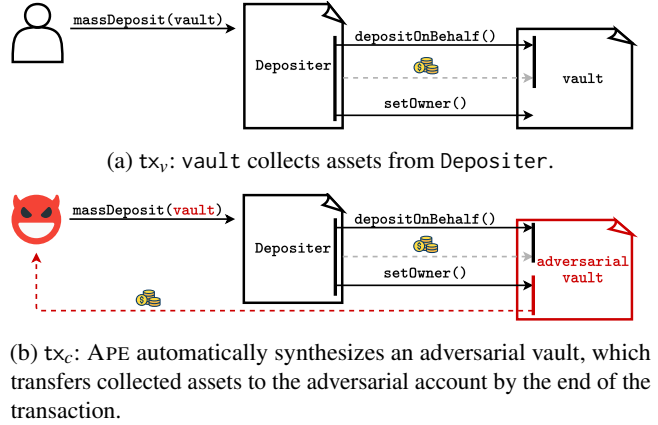 massDeposit(vault)
depositOnBehalf()
Depositer
vault
setOwner()
(a) txᵥ: vault collects assets from Depositer.
massDeposit(vault)
depositOnBehalf()
Depositer
adversarial
vault
setOwner()
(b) tx𝒸: APE automatically synthesizes an adversarial vault, which
transfers collected assets to the adversarial account by the end of the
transaction.